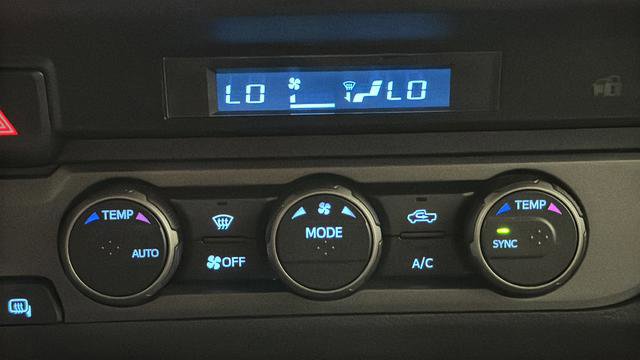 LO LO
TEMP
AUTO
OFF
MODE
A/C
TEMP
SYNC